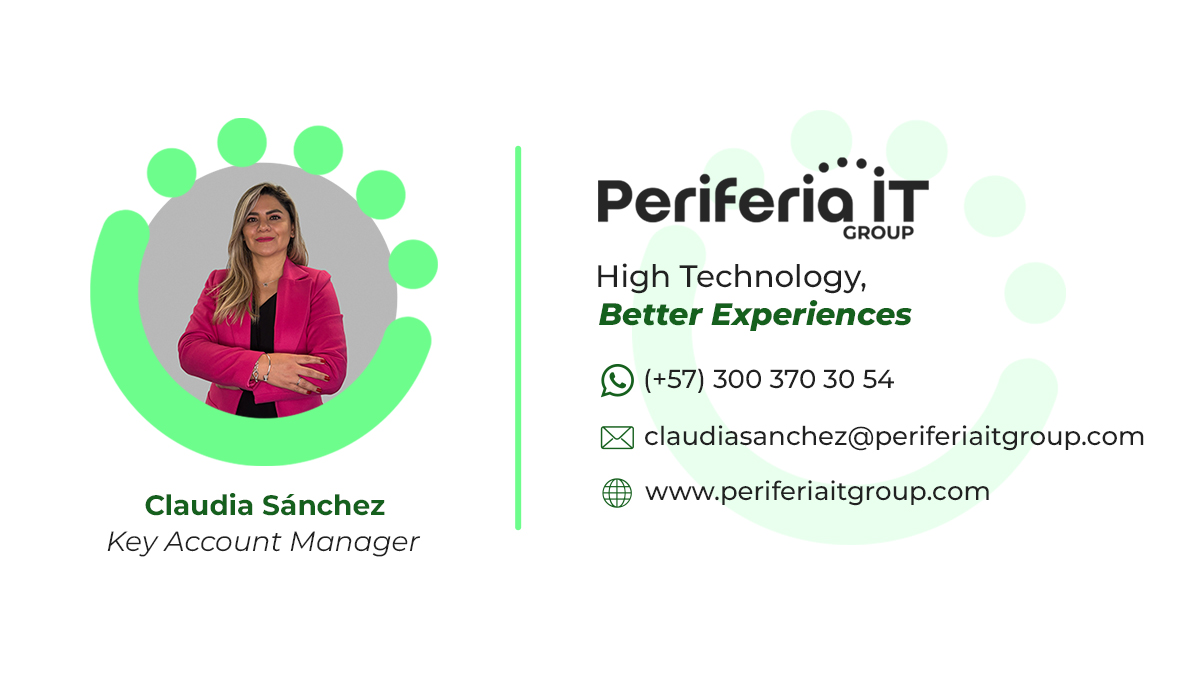 Claudia Sánchez
Key Account Manager
Periferia IT
GROUP
High Technology,
Better Experiences
(+57) 300 370 30 54
claudiasanchez@periferiaitgroup.com
www.periferiaitgroup.com